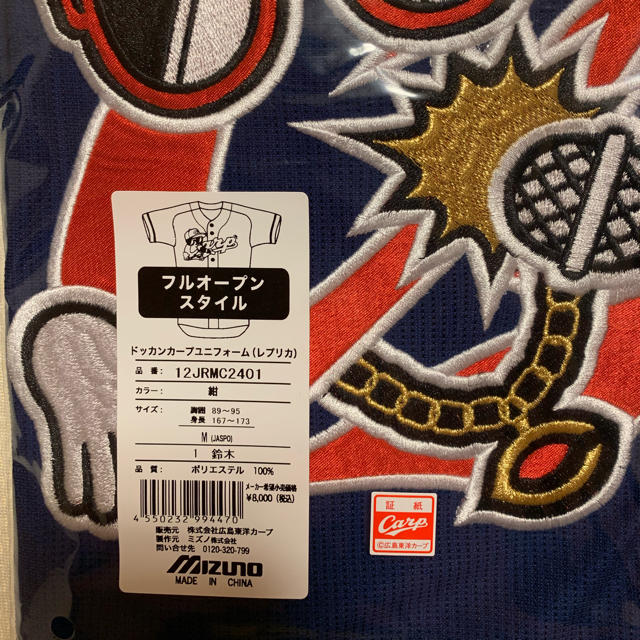 Carp
フルオープン
スタイル
ドッカンカープユニフォーム(レプリカ)
品番: 12JRMC2401
カラー: 紺
サイズ: 胸囲 89~95
身長 167~173
M(JASPO)
1 鈴木
品質: ポリエステル 100%
メーカー希望小売価格
¥8,000(税込)
4 550232 994470
販売元 株式会社広島東洋カープ
製作元 ミズノ株式会社
問い合せ先 0120-320-799
MIZUNO
MADE IN CHINA
証紙
Carp
©広島東洋カープ